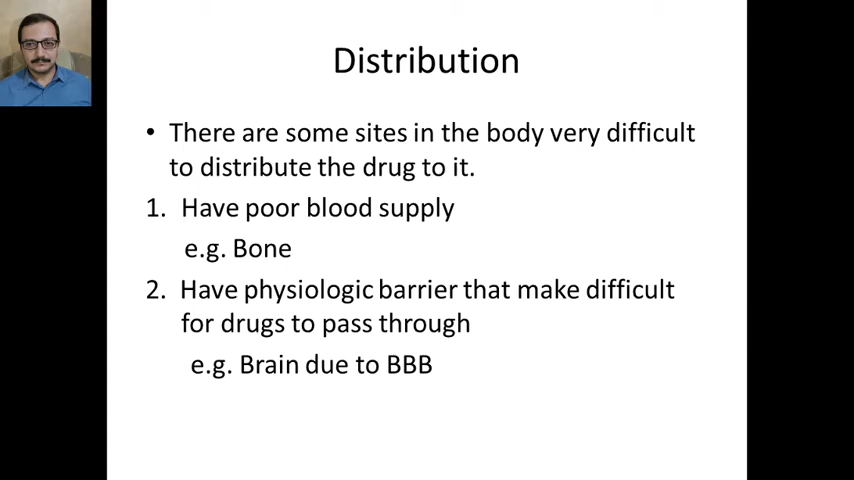 Distribution
• There are some sites in the body very difficult
to distribute the drug to it.
1. Have poor blood supply
e.g. Bone
2. Have physiologic barrier that make difficult
for drugs to pass through
e.g. Brain due to BBB